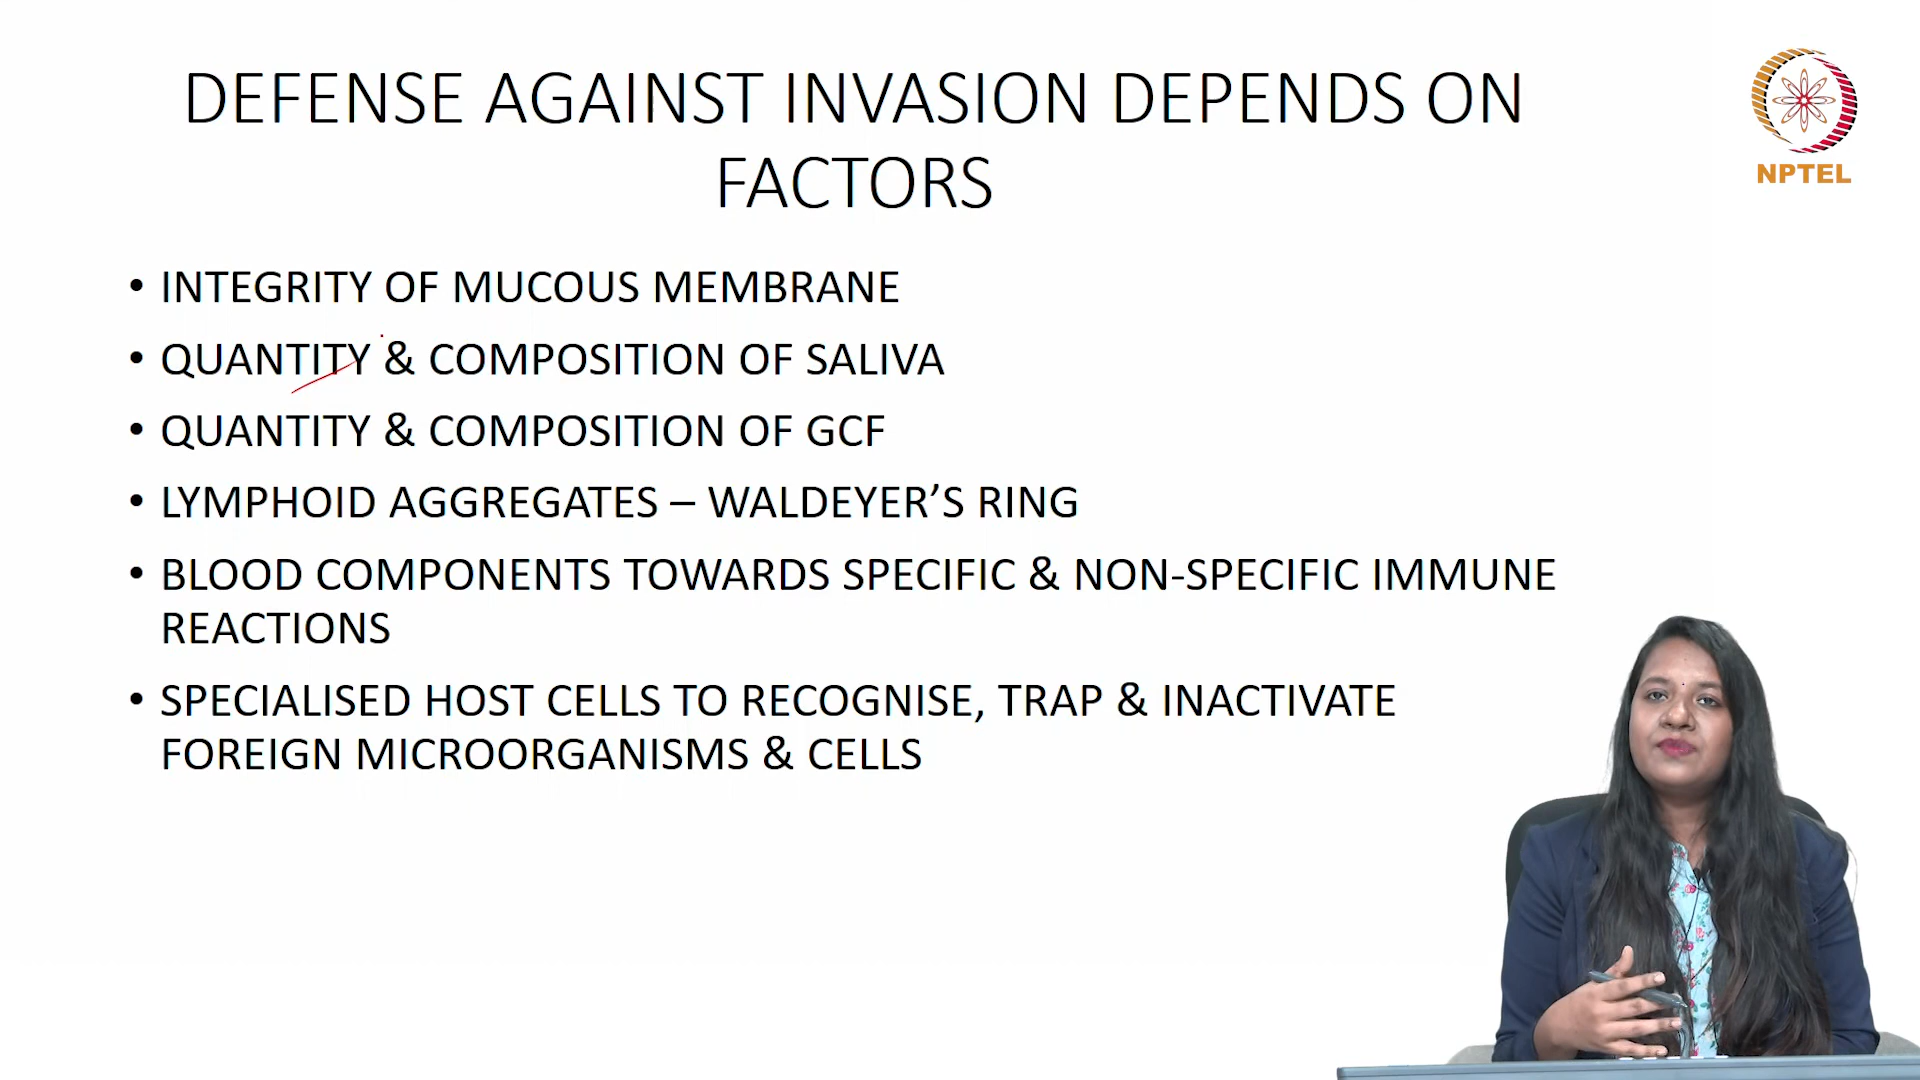 DEFENSE AGAINST INVASION DEPENDS ON
FACTORS
NPTEL
• INTEGRITY OF MUCOUS MEMBRANE
• QUANTITY & COMPOSITION OF SALIVA
• QUANTITY & COMPOSITION OF GCF
• LYMPHOID AGGREGATES – WALDEYER’S RING
• BLOOD COMPONENTS TOWARDS SPECIFIC & NON-SPECIFIC IMMUNE
REACTIONS
• SPECIALISED HOST CELLS TO RECOGNISE, TRAP & INACTIVATE
FOREIGN MICROORGANISMS & CELLS